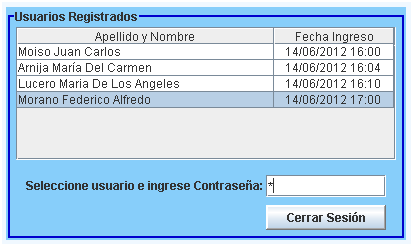 Usuarios Registrados
Apellido y Nombre Fecha Ingreso
Moiso Juan Carlos 14/06/2012 16:00
Arnija María Del Carmen 14/06/2012 16:04
Lucero Maria De Los Angeles 14/06/2012 16:10
Morano Federico Alfredo 14/06/2012 17:00
Seleccione usuario e ingrese Contraseña: *
Cerrar Sesión